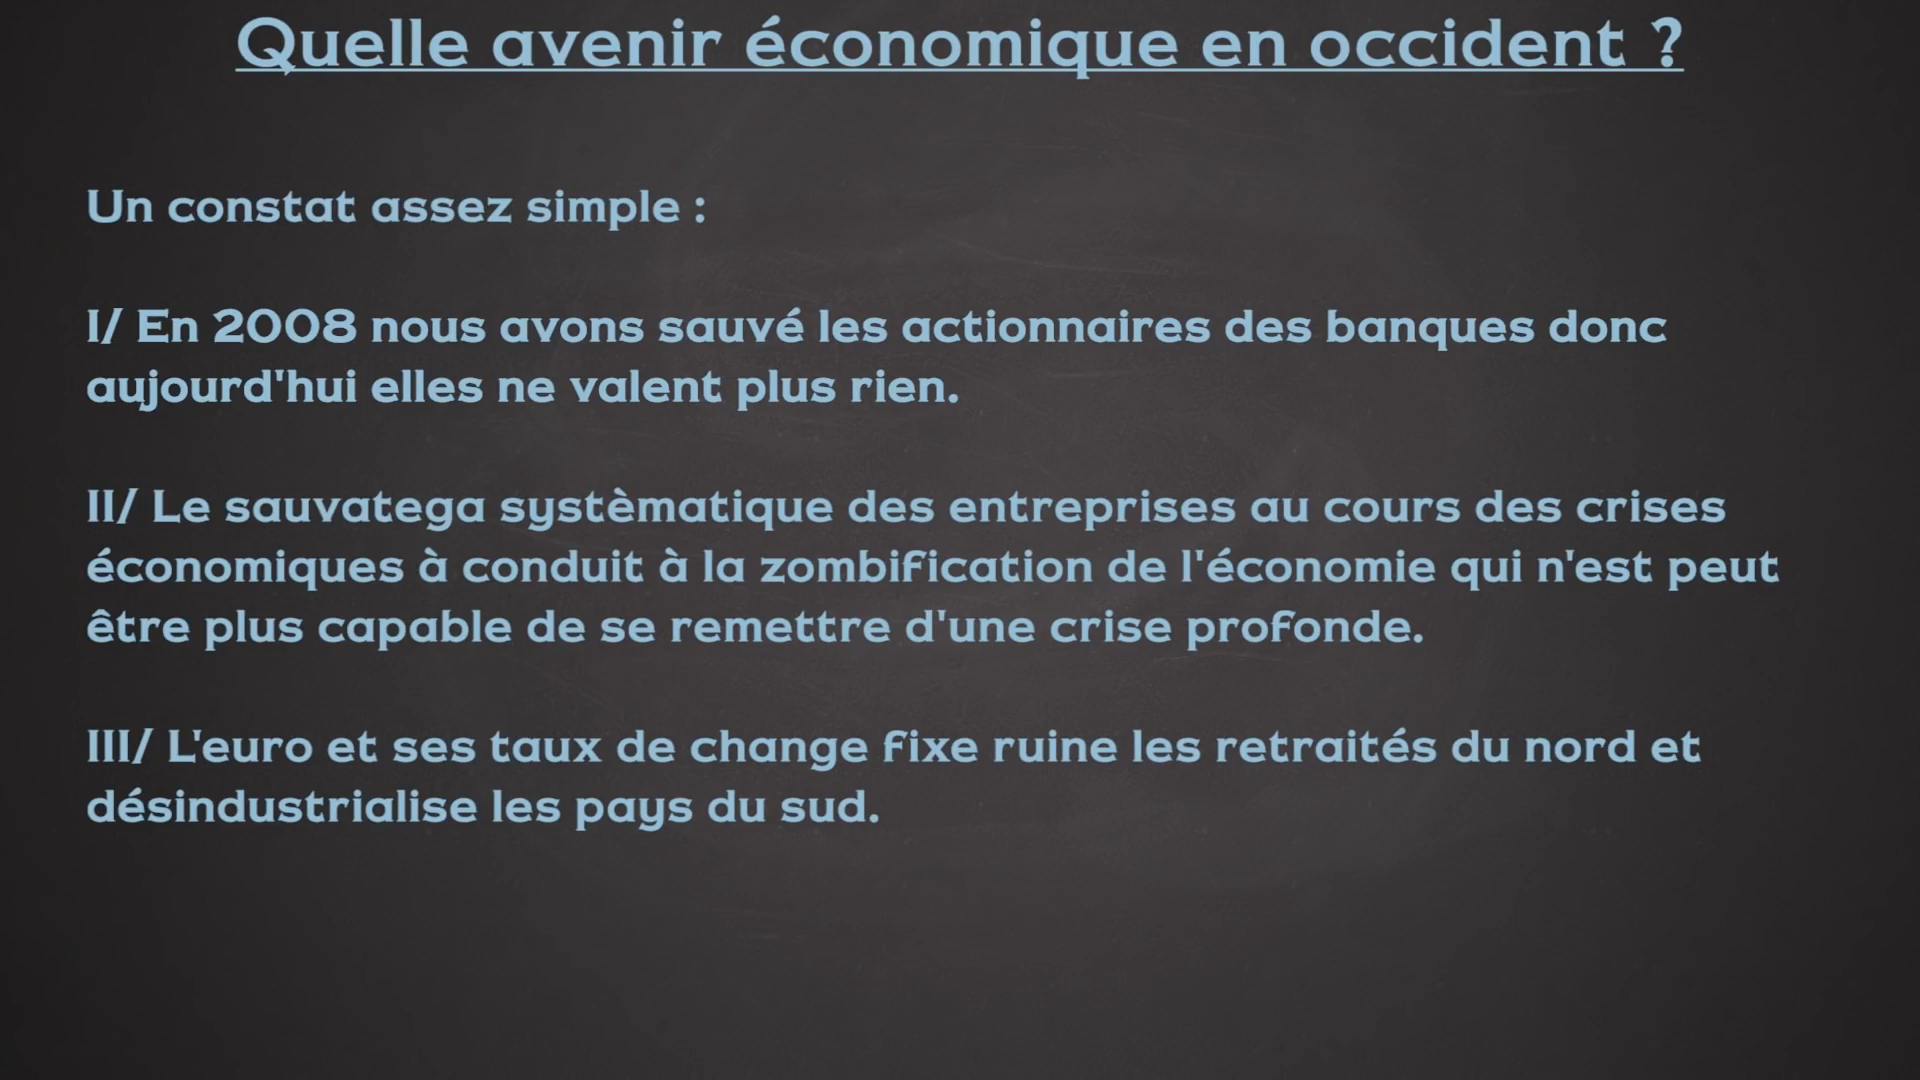 Quelle avenir économique en occident ?
Un constat assez simple :
I/ En 2008 nous avons sauvé les actionnaires des banques donc
aujourd'hui elles ne valent plus rien.
II/ Le sauvatega systèmatique des entreprises au cours des crises
économiques à conduit à la zombification de l'économie qui n'est peut
être plus capable de se remettre d'une crise profonde.
III/ L'euro et ses taux de change fixe ruine les retraités du nord et
désindustrialise les pays du sud.